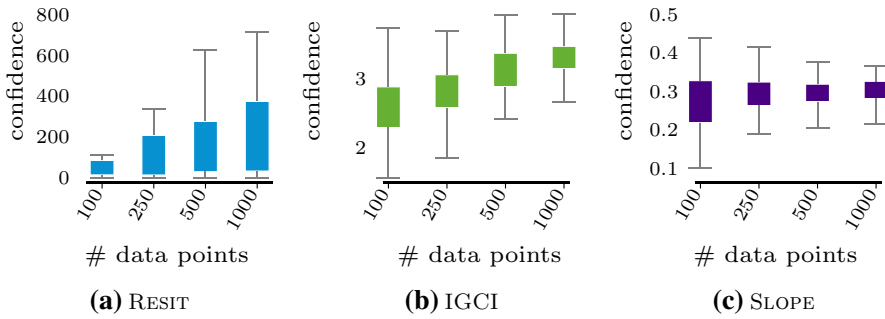 confidence
800
600
400
200
0
100
250
500
1000
# data points
(a) RESIT
confidence
3
2
100
250
500
1000
# data points
(b) IGCI
confidence
0.5
0.4
0.3
0.2
0.1
100
250
500
1000
# data points
(c) SLOPE